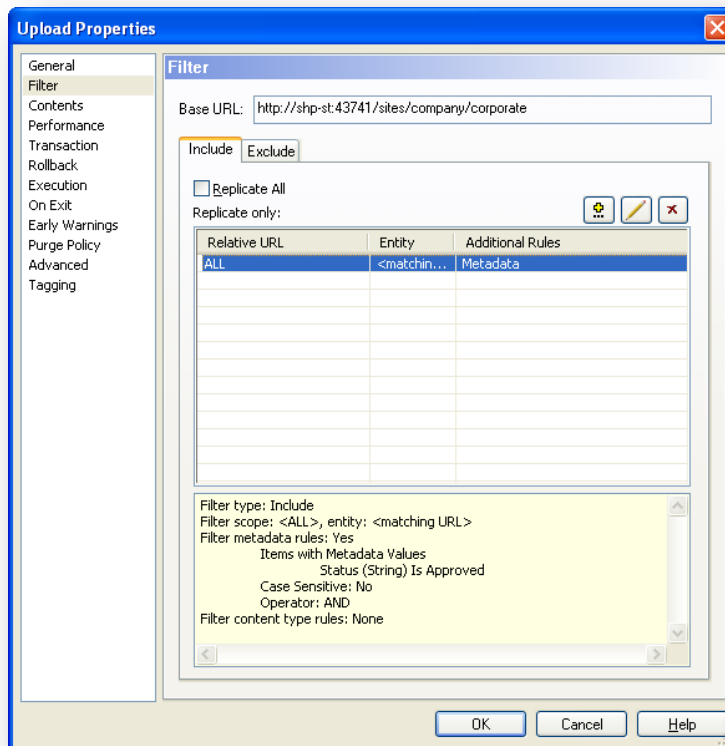 Upload Properties
General
Filter
Contents
Performance
Transaction
Rollback
Execution
On Exit
Early Warnings
Purge Policy
Advanced
Tagging
Filter
Base URL: http://shp-st:43741/sites/company/corporate
Include Exclude
Replicate All
Replicate only:
Relative URL Entity Additional Rules
ALL <matchin... Metadata
Filter type: Include
Filter scope: <ALL>, entity: <matching URL>
Filter metadata rules: Yes
Items with Metadata Values
Status (String) Is Approved
Case Sensitive: No
Operator: AND
Filter content type rules: None
OK Cancel Help